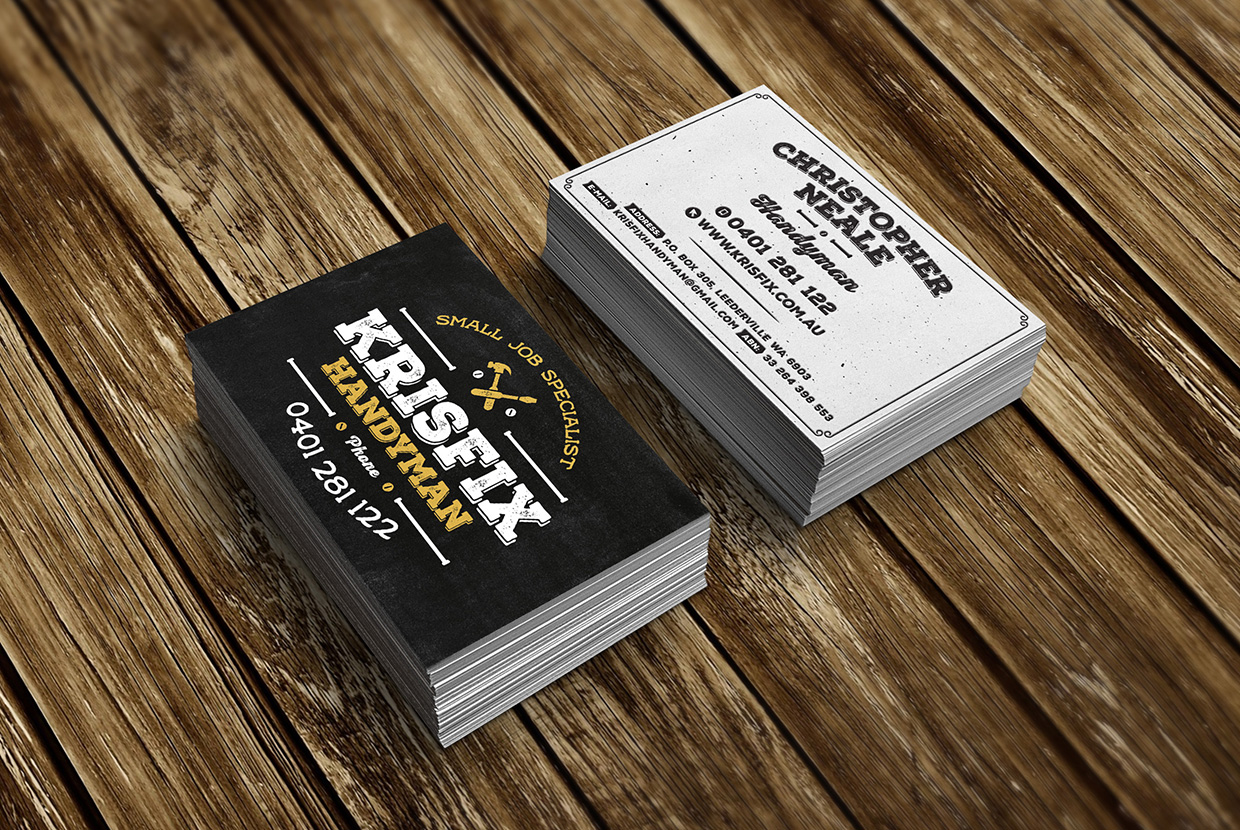 SMALL JOB SPECIALIST
KRISFIX
HANDYMAN
Phone
0401 281 122
CHRISTOPHER
NEALE
Handyman
0401 281 122
WWW.KRISFIX.COM.AU
ADDRESS: P.O. BOX 305, LEEDERVILLE WA 6903
E-MAIL: KRISFIXHANDYMAN@GMAIL.COM ABN: 33 264 398 553